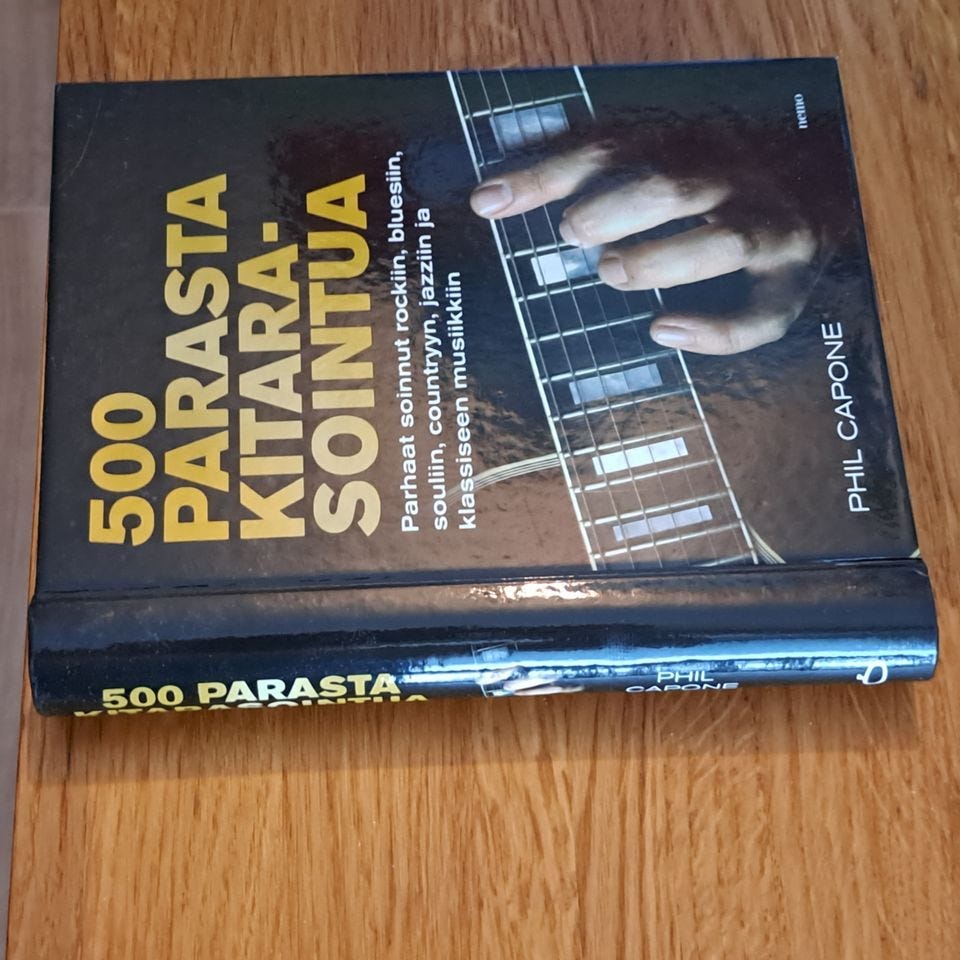 500
PARASTA
KITARA-
SOINTUA
Parhaat soinnut rockiin, bluesiin,
souliin, countryyn, jazziin ja
klassiseen musiikkiin
PHIL CAPONE
nemo
500 PARASTA
KITARASOINTUA
PHIL
CAPONE